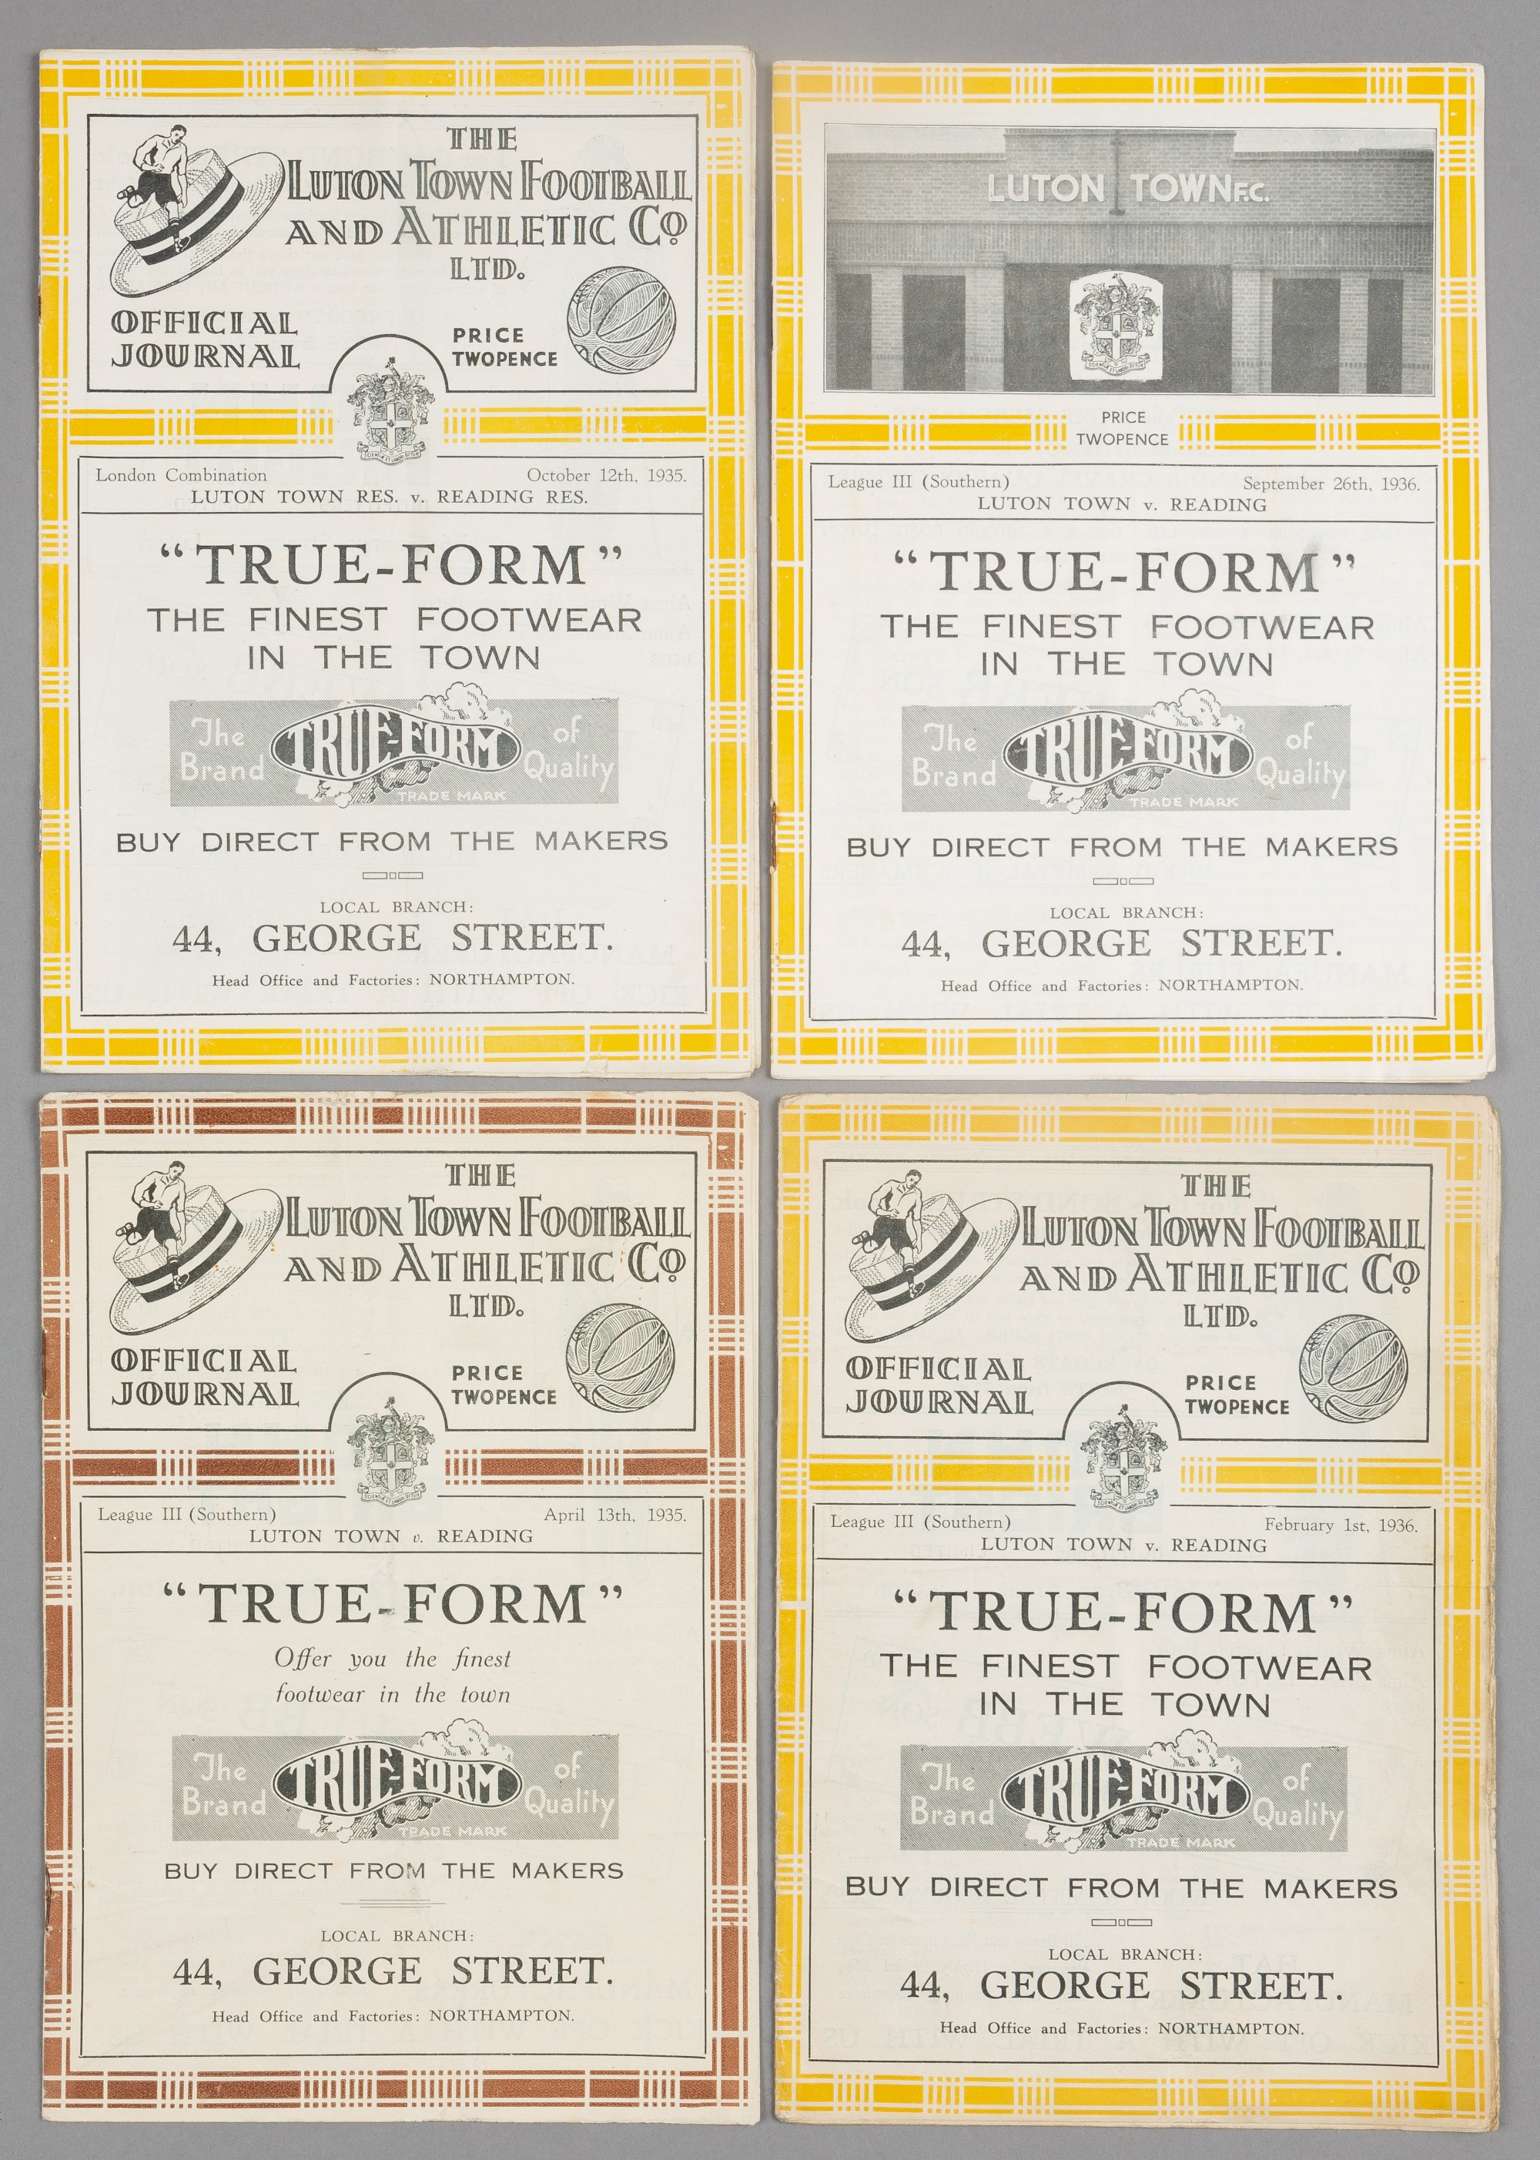 THE
LUTON TOWN FOOTBALL
AND ATHLETIC CO
LTD.
OFFICIAL
JOURNAL
PRICE
TWOPENCE
London Combination October 12th, 1935.
LUTON TOWN RES. v. READING RES.
"TRUE-FORM"
THE FINEST FOOTWEAR
IN THE TOWN
The Brand TRUE-FORM of Quality
TRADE MARK
BUY DIRECT FROM THE MAKERS
LOCAL BRANCH:
44, GEORGE STREET.
Head Office and Factories: NORTHAMPTON.
LUTON TOWN F.C.
PRICE
TWOPENCE
League III (Southern) September 26th, 1936.
LUTON TOWN v. READING
"TRUE-FORM"
THE FINEST FOOTWEAR
IN THE TOWN
The Brand TRUE-FORM of Quality
TRADE MARK
BUY DIRECT FROM THE MAKERS
LOCAL BRANCH:
44, GEORGE STREET.
Head Office and Factories: NORTHAMPTON.
THE
LUTON TOWN FOOTBALL
AND ATHLETIC CO
LTD.
OFFICIAL
JOURNAL
PRICE
TWOPENCE
League III (Southern) April 13th, 1935.
LUTON TOWN v. READING
"TRUE-FORM"
Offer you the finest
footwear in the town
The Brand TRUE-FORM of Quality
TRADE MARK
BUY DIRECT FROM THE MAKERS
LOCAL BRANCH:
44, GEORGE STREET.
Head Office and Factories: NORTHAMPTON.
THE
LUTON TOWN FOOTBALL
AND ATHLETIC CO
LTD.
OFFICIAL
JOURNAL
PRICE
TWOPENCE
League III (Southern) February 1st, 1936.
LUTON TOWN v. READING
"TRUE-FORM"
THE FINEST FOOTWEAR
IN THE TOWN
The Brand TRUE-FORM of Quality
TRADE MARK
BUY DIRECT FROM THE MAKERS
LOCAL BRANCH:
44, GEORGE STREET.
Head Office and Factories: NORTHAMPTON.